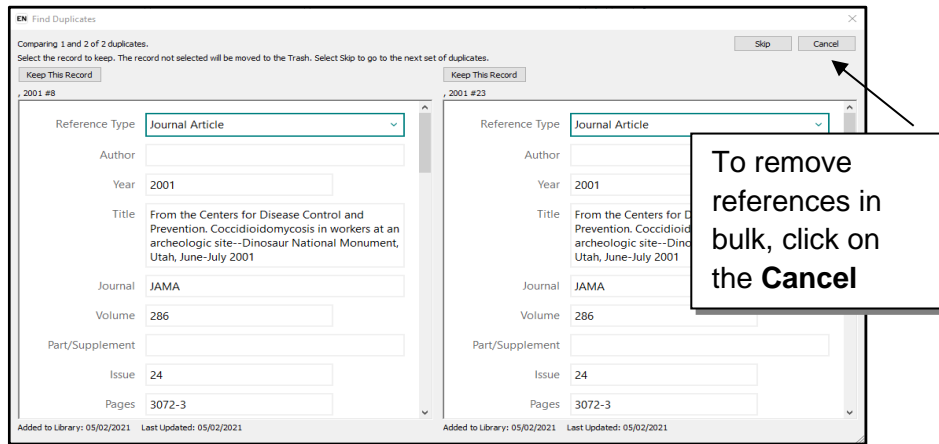 EN Find Duplicates
Comparing 1 and 2 of 2 duplicates.
Skip Cancel
Select the record to keep. The record not selected will be moved to the Trash. Select Skip to go to the next set of duplicates.
Keep This Record
, 2001 #8
Reference Type Journal Article
Author
Year 2001
Title From the Centers for Disease Control and
Prevention. Coccidioidomycosis in workers at an
archeologic site--Dinosaur National Monument,
Utah, June-July 2001
Journal JAMA
Volume 286
Part/Supplement
Issue 24
Pages 3072-3
Added to Library: 05/02/2021 Last Updated: 05/02/2021
Keep This Record
, 2001 #23
Reference Type Journal Article
Author
Year 2001
Title From the Centers for D
Prevention. Coccidioid
archeologic site--Dino
Utah, June-July 2001
Journal JAMA
Volume 286
Part/Supplement
Issue 24
Pages 3072-3
Added to Library: 05/02/2021 Last Updated: 05/02/2021
To remove
references in
bulk, click on
the Cancel